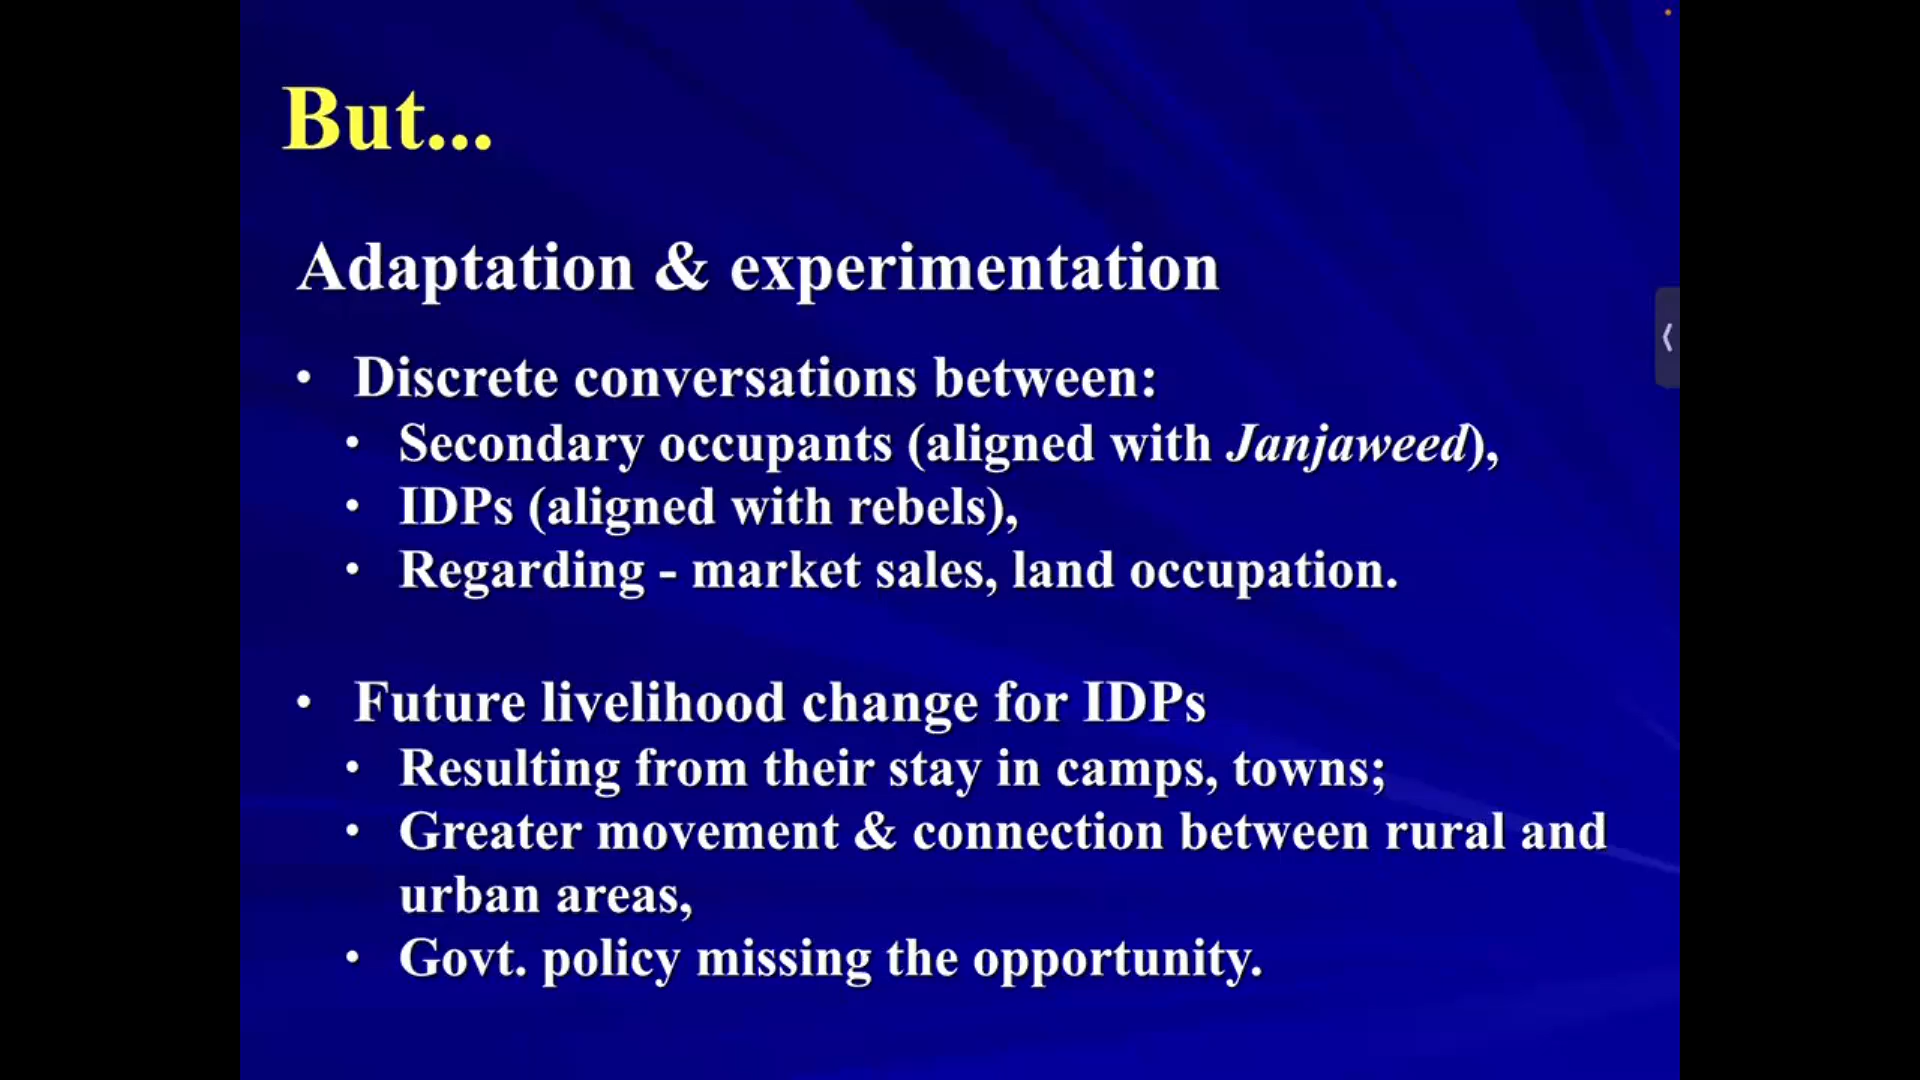 But...
Adaptation & experimentation
• Discrete conversations between:
• Secondary occupants (aligned with Janjaweed),
• IDPs (aligned with rebels),
• Regarding - market sales, land occupation.
• Future livelihood change for IDPs
• Resulting from their stay in camps, towns;
• Greater movement & connection between rural and
urban areas,
• Govt. policy missing the opportunity.